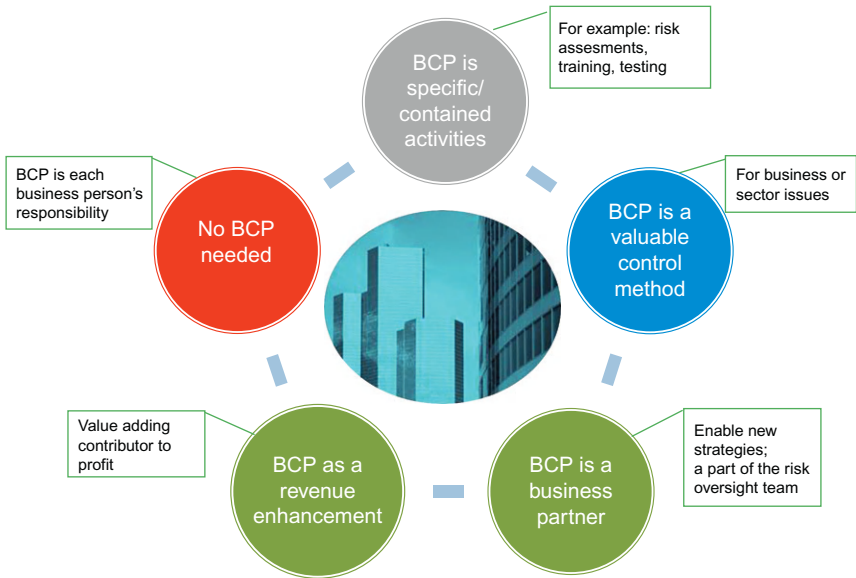 For example: risk
assesments,
training, testing
BCP is
specific/
contained
activities
BCP is each
business person's
responsibility
No BCP
needed
For business or
sector issues
BCP is a
valuable
control
method
Value adding
contributor to
profit
BCP as a
revenue
enhancement
Enable new
strategies;
a part of the risk
oversight team
BCP is a
business
partner